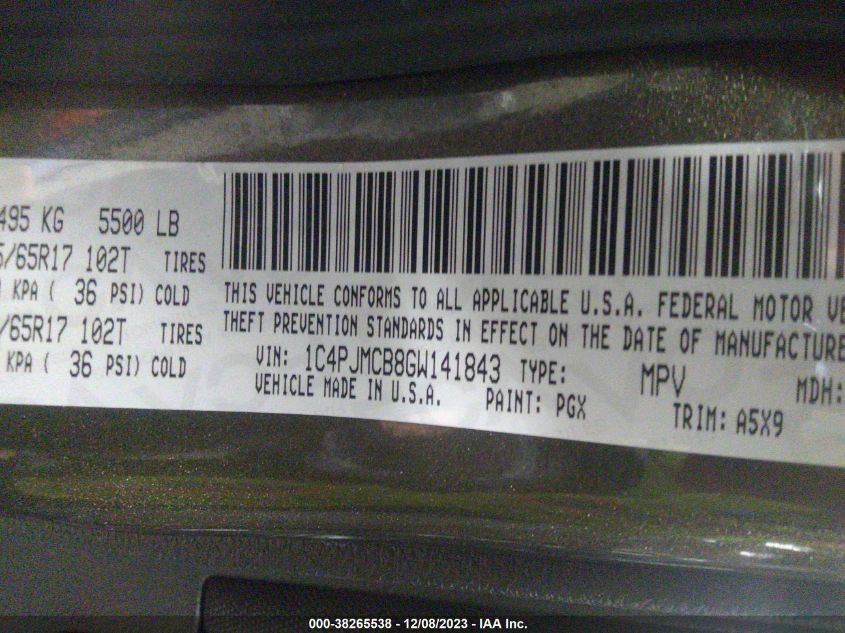 495 KG 5500 LB
/65R17 102T TIRES
KPA ( 36 PSI) COLD
/65R17 102T TIRES
KPA ( 36 PSI) COLD
THIS VEHICLE CONFORMS TO ALL APPLICABLE U.S.A. FEDERAL MOTOR VE
THEFT PREVENTION STANDARDS IN EFFECT ON THE DATE OF MANUFACTURE
VIN: 1C4PJMCB8GW141843 TYPE: MPV MDH:
VEHICLE MADE IN U.S.A. PAINT: PGX TRIM: A5X9
000-38265538 - 12/08/2023 - IAA Inc.